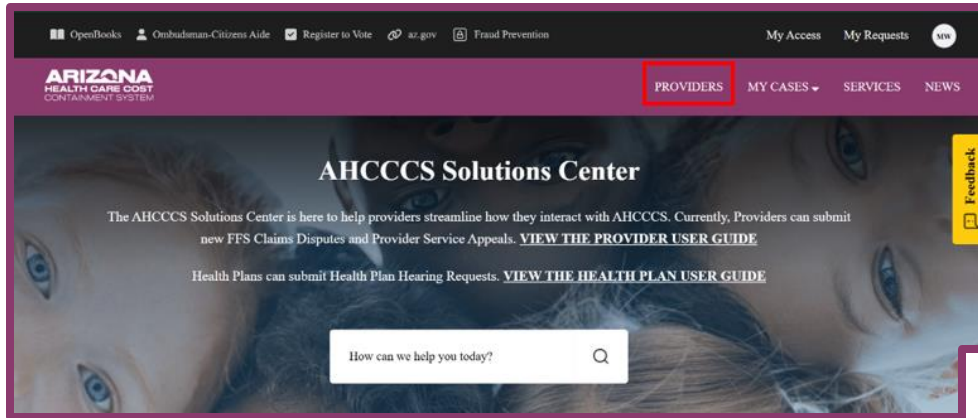 OpenBooks Ombudsman-Citizens Aide Register to Vote az.gov Fraud Prevention My Access My Requests MW
ARIZONA
HEALTH CARE COST
CONTAINMENT SYSTEM
PROVIDERS MY CASES SERVICES NEWS
AHCCCS Solutions Center
The AHCCCS Solutions Center is here to help providers streamline how they interact with AHCCCS. Currently, Providers can submit
new FFS Claims Disputes and Provider Service Appeals. VIEW THE PROVIDER USER GUIDE
Health Plans can submit Health Plan Hearing Requests. VIEW THE HEALTH PLAN USER GUIDE
How can we help you today?
Feedback